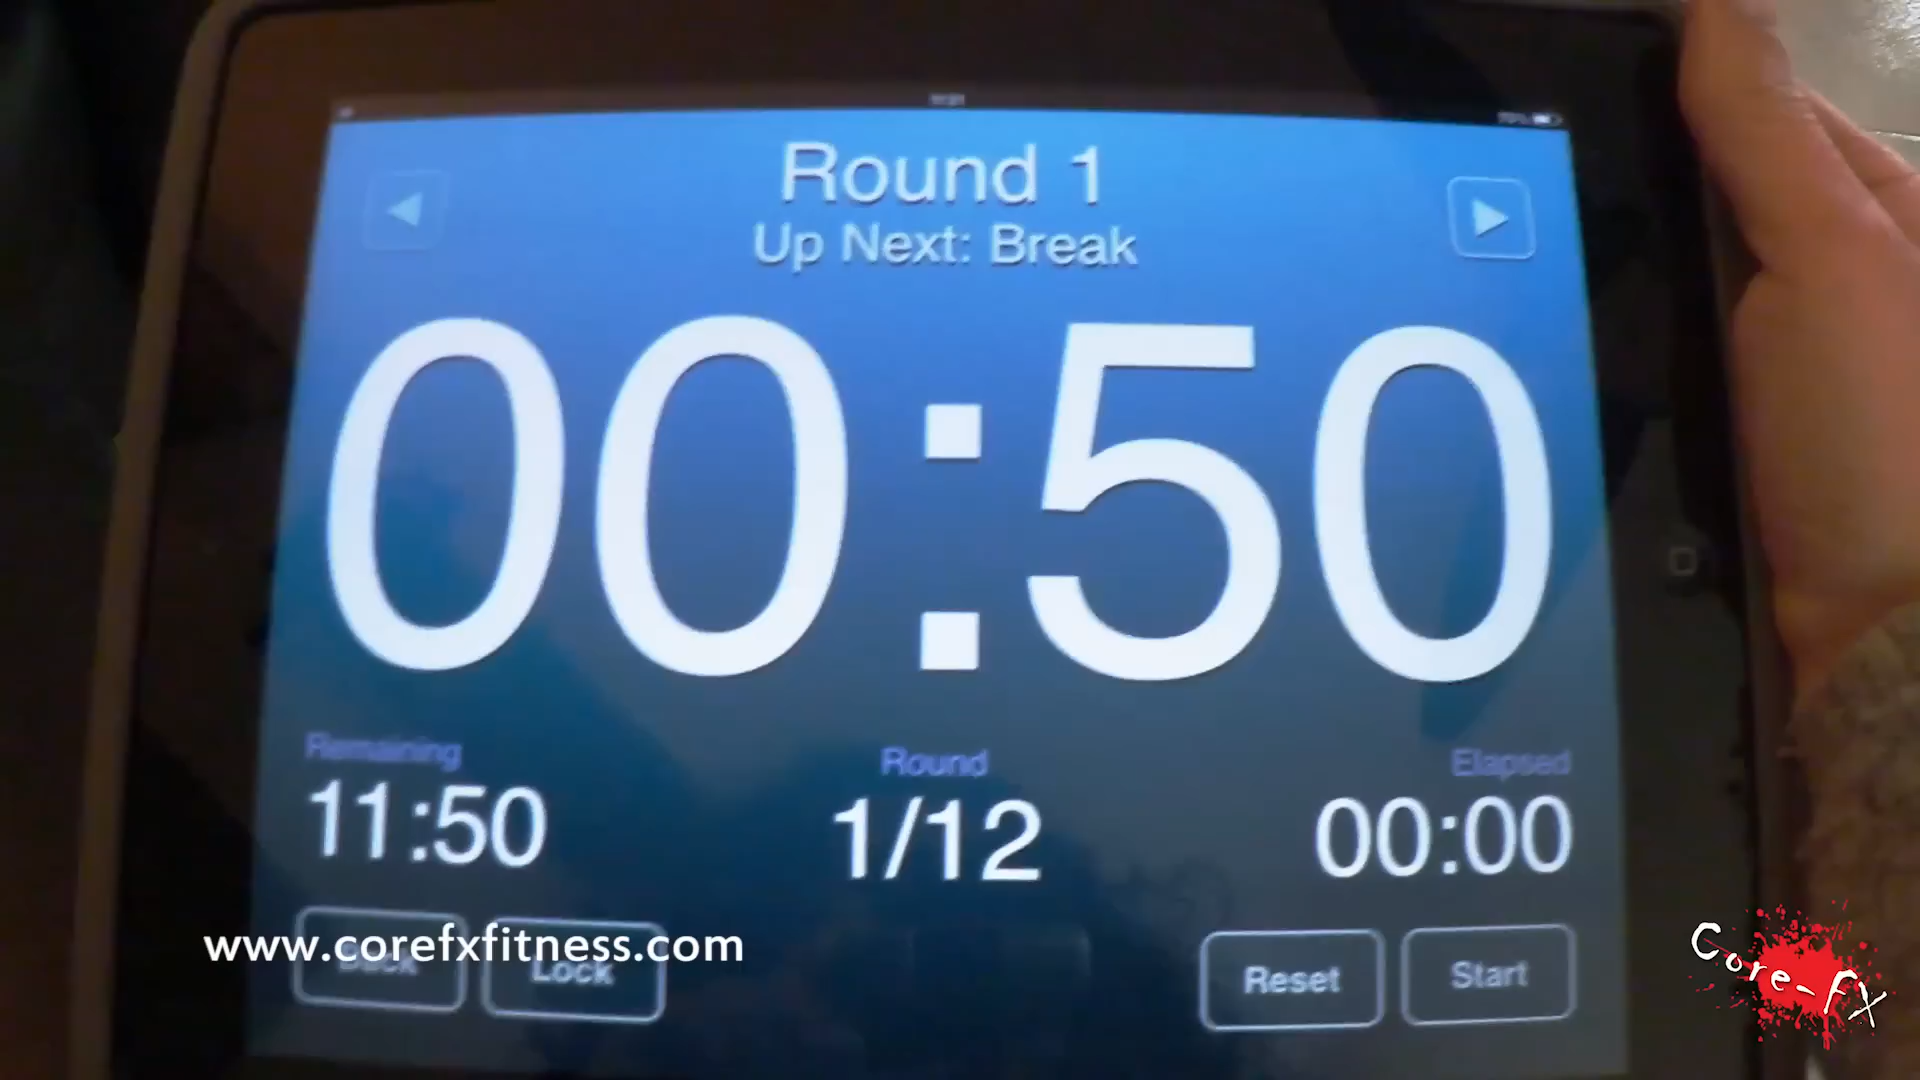 Round 1
Up Next: Break
00:50
Remaining
Round
Elapsed
11:50
1/12
00:00
www.corefxfitness.com
Back
Lock
Reset
Start
Core-FX